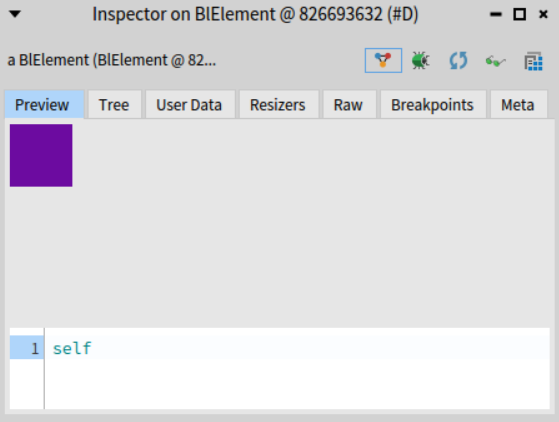 Inspector on BlElement @ 826693632 (#D)
a BlElement (BlElement @ 82...
Preview Tree User Data Resizers Raw Breakpoints Meta
1 self